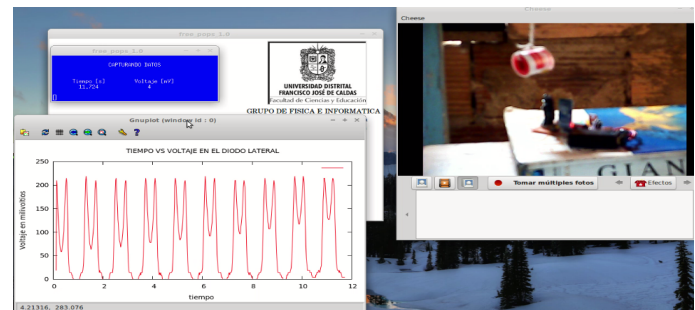 free_pops_1.0
free_pops_1.0
CAPTURANDO DATOS
Tiempo [s] Voltaje [mV]
11,724 4
UNIVERSIDAD DISTRITAL
FRANCISCO JOSE DE CALDAS
Facultad de Ciencias y Educación
GRUPO DE FISICA E INFORMATICA
Gnuplot (window id : 0)
TIEMPO VS VOLTAJE EN EL DIODO LATERAL
Voltaje en milivoltios
250
200
150
100
50
0
0 2 4 6 8 10 12
tiempo
4.21316, 283.076
Cheese
Cheese
GIAN
Tomar múltiples fotos
Efectos